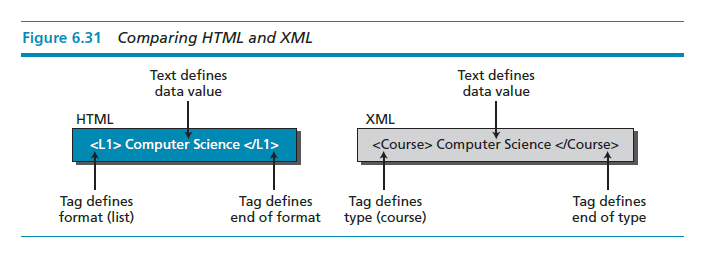 Figure 6.31 Comparing HTML and XML
Text defines
data value
HTML
<L1> Computer Science </L1>
Tag defines
format (list)
Tag defines
end of format
Text defines
data value
XML
<Course> Computer Science </Course>
Tag defines
type (course)
Tag defines
end of type